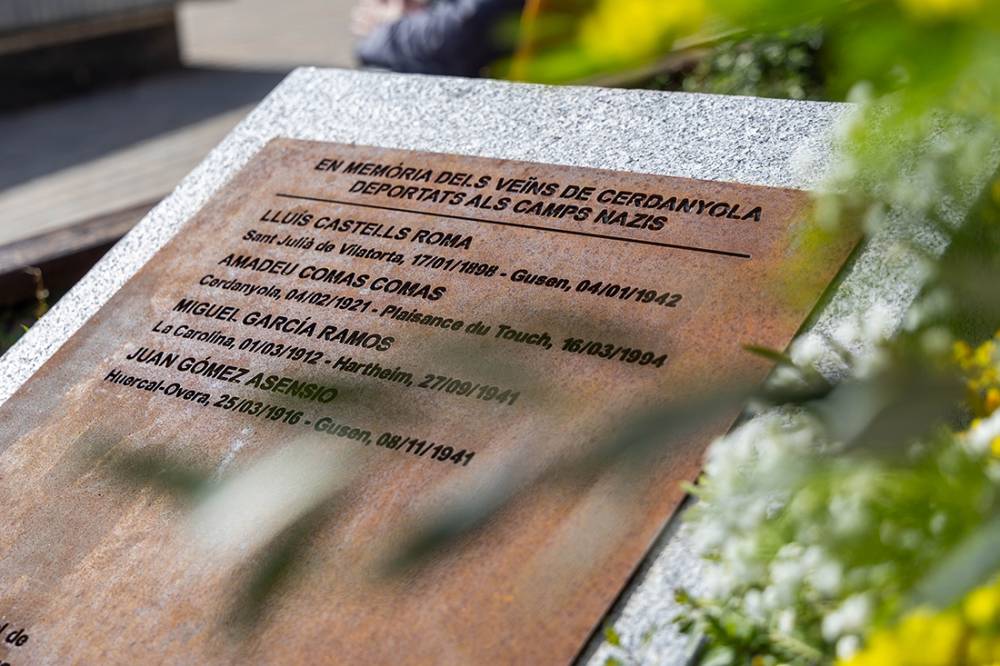 EN MEMÒRIA DELS VEÏNS DE CERDANYOLA
DEPORTATS ALS CAMPS NAZIS
LLUÍS CASTELLS ROMA
Sant Julià de Vilatorta, 17/01/1898 - Gusen, 04/01/1942
AMADEU COMAS COMAS
Cerdanyola, 04/02/1921 - Plaisance du Touch, 16/03/1994
MIGUEL GARCÍA RAMOS
La Carolina, 01/03/1912 - Hartheim, 27/09/1941
JUAN GÓMEZ ASENSIO
Huercal-Overa, 25/03/1916 - Gusen, 08/11/1941
de